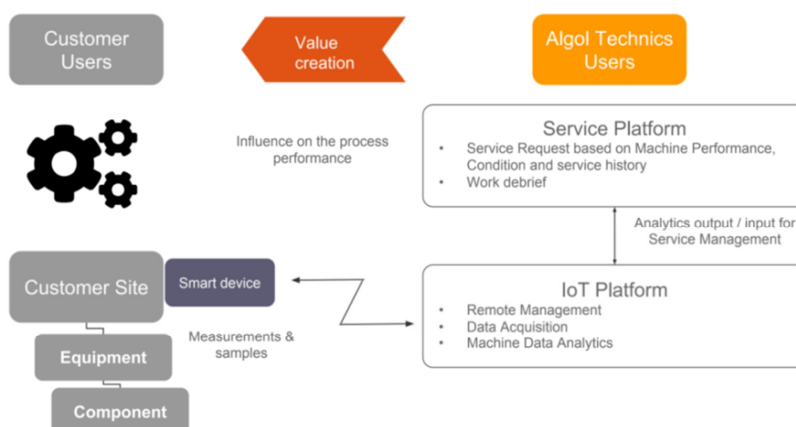 Customer
Users
Value
creation
Algol Technics
Users
Influence on the process
performance
Service Platform
• Service Request based on Machine Performance,
Condition and service history
• Work debrief
Analytics output / input for
Service Management
Customer Site
Smart device
Measurements &
samples
IoT Platform
• Remote Management
• Data Acquisition
• Machine Data Analytics
Equipment
Component